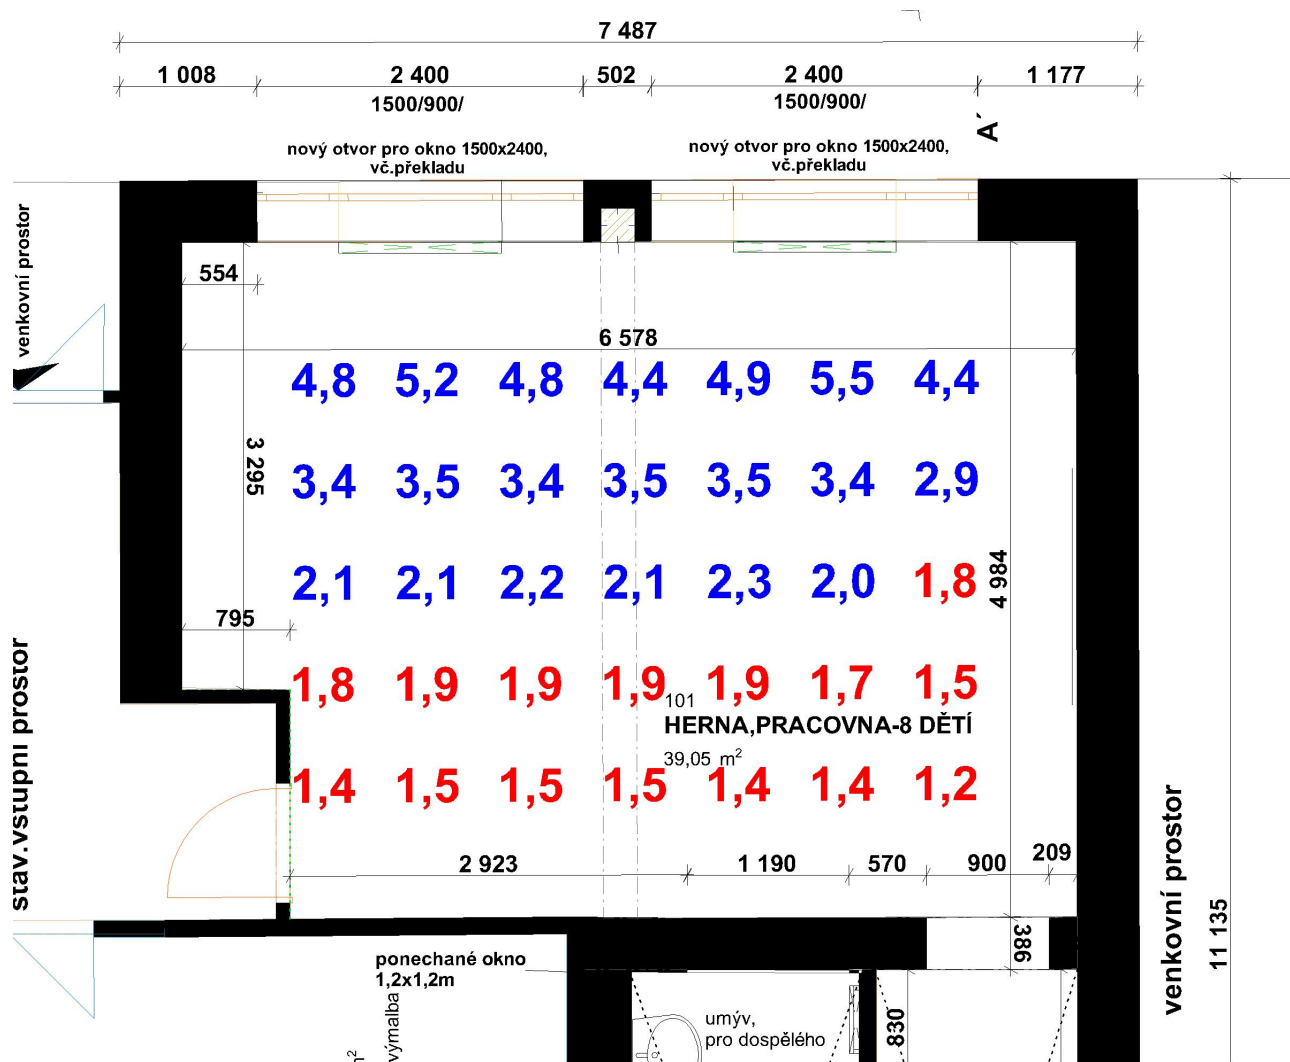 7 487
1 008 2 400 502 2 400 1 177
1500/900/ 1500/900/
A´
nový otvor pro okno 1500x2400,
vč.překladu
nový otvor pro okno 1500x2400,
vč.překladu
venkovní prostor
554
6 578
4,8 5,2 4,8 4,4 4,9 5,5 4,4
3 295
3,4 3,5 3,4 3,5 3,5 3,4 2,9
2,1 2,1 2,2 2,1 2,3 2,0 1,8
4 984
795
1,8 1,9 1,9 1,9 1,9 1,7 1,5
101
HERNA,PRACOVNA-8 DĚTÍ
39,05 m²
1,4 1,5 1,5 1,5 1,4 1,4 1,2
stav.vstupní prostor
2 923 1 190 570 900 209
venkovní prostor
11 135
386
ponechané okno
1,2x1,2m
výmalba
m²
umýv,
pro dospělého
830